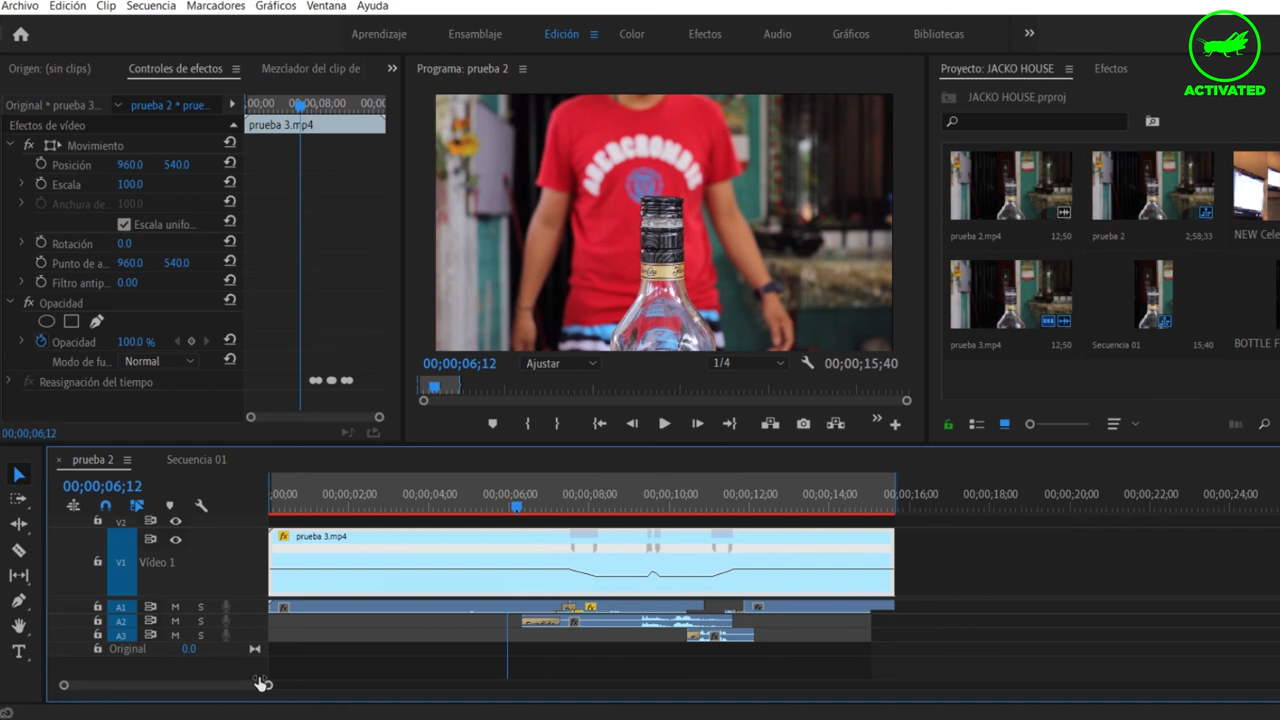 Archivo Edición Clip Secuencia Marcadores Gráficos Ventana Ayuda
Aprendizaje Ensamblaje Edición Color Efectos Audio Gráficos Bibliotecas
ACTIVATED
Origen: (sin clips) Controles de efectos Mezclador del clip de
Original * prueba 3... prueba 2 * prue...
;00;00 00;00;08;00 00;00
prueba 3.mp4
Efectos de vídeo
fx Movimiento
Posición 960.0 540.0
Escala 100.0
Anchura de... 100.0
Escala unifo...
Rotación 0.0
Punto de a... 960.0 540.0
Filtro antip... 0.00
fx Opacidad
Opacidad 100.0 %
Modo de fu... Normal
fx Reasignación del tiempo
00;00;06;12
Programa: prueba 2
ABERCROMBIE
00;00;06;12 Ajustar 1/4 00;00;15;40
Proyecto: JACKO HOUSE Efectos
JACKO HOUSE.prproj
prueba 2.mp4 12;50 prueba 2 2;58;33 NEW Cele
prueba 3.mp4 12;50 Secuencia 01 15;40 BOTTLE F
× prueba 2 Secuencia 01
00;00;06;12
;00;00 00;00;02;00 00;00;04;00 00;00;06;00 00;00;08;00 00;00;10;00 00;00;12;00 00;00;14;00 00;00;16;00 00;00;18;00 00;00;20;00 00;00;22;00 00;00;24;00
V2
fx prueba 3.mp4
V1 Vídeo 1
A1 M S fx fx
A2 M S fx
A3 M S fx
Original 0.0